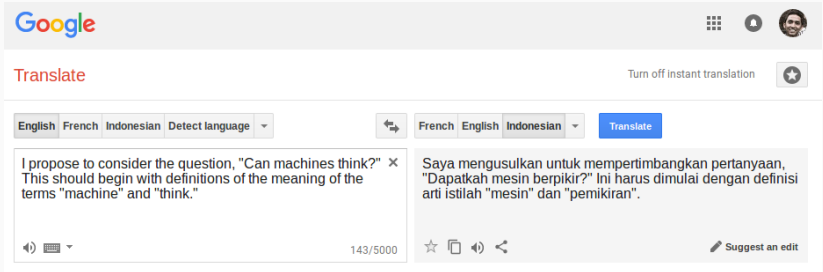 Google
Translate
Turn off instant translation
English French Indonesian Detect language
French English Indonesian
Translate
I propose to consider the question, "Can machines think?"
This should begin with definitions of the meaning of the
terms "machine" and "think."
143/5000
Saya mengusulkan untuk mempertimbangkan pertanyaan,
"Dapatkah mesin berpikir?" Ini harus dimulai dengan definisi
arti istilah "mesin" dan "pemikiran".
Suggest an edit